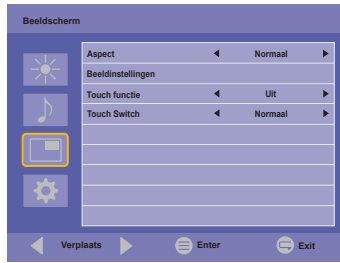 Beeldscherm
Aspect Normaal
Beeldinstellingen
Touch functie Uit
Touch Switch Normaal
Verplaats Enter Exit